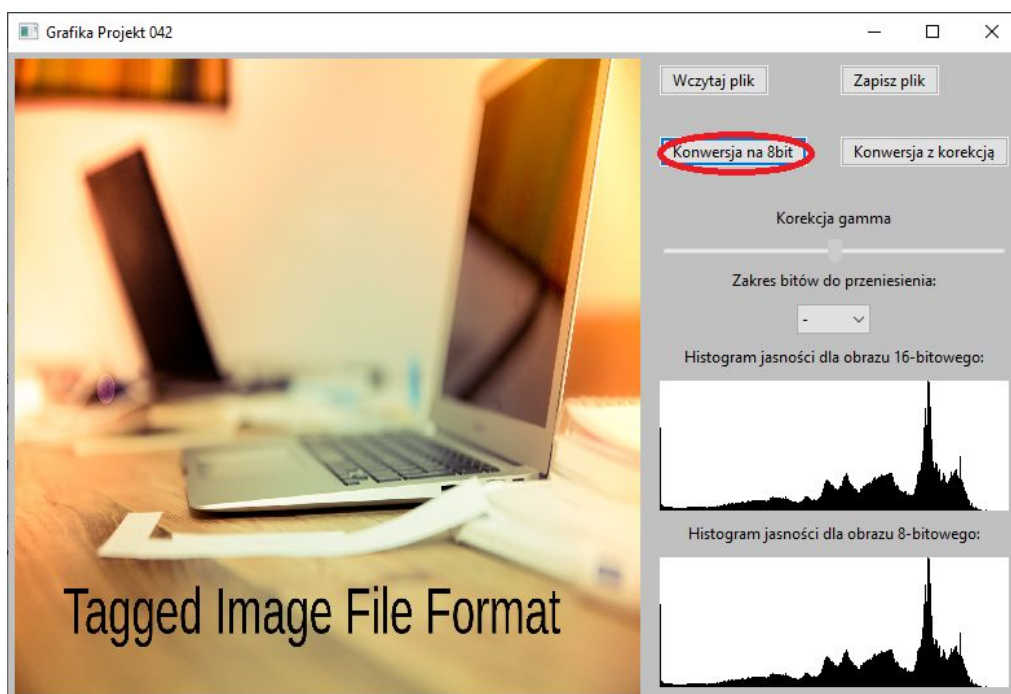 Grafika Projekt 042
Wczytaj plik
Zapisz plik
Konwersja na 8bit
Konwersja z korekcją
Korekcja gamma
Zakres bitów do przeniesienia:
-
Histogram jasności dla obrazu 16-bitowego:
Histogram jasności dla obrazu 8-bitowego:
Tagged Image File Format